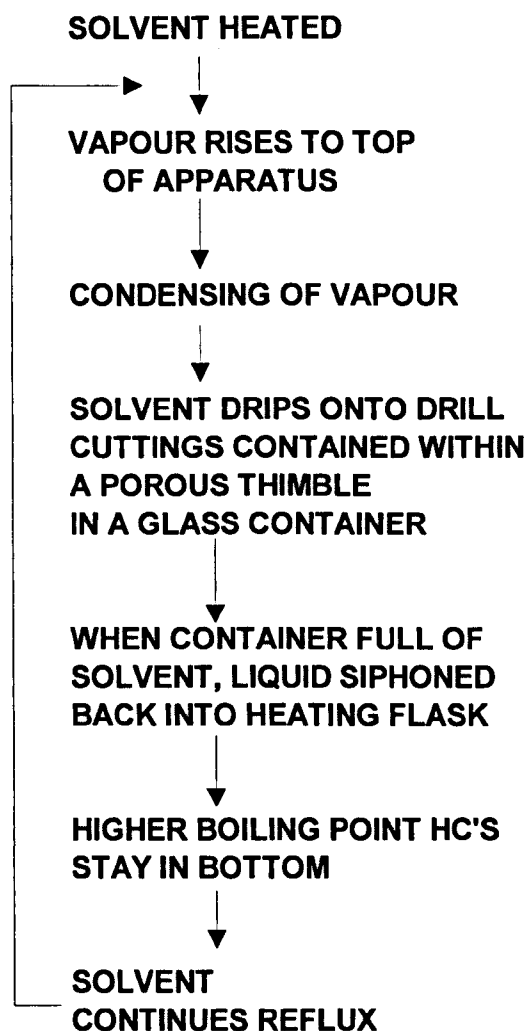 SOLVENT HEATED
VAPOUR RISES TO TOP
OF APPARATUS
CONDENSING OF VAPOUR
SOLVENT DRIPS ONTO DRILL
CUTTINGS CONTAINED WITHIN
A POROUS THIMBLE
IN A GLASS CONTAINER
WHEN CONTAINER FULL OF
SOLVENT, LIQUID SIPHONED
BACK INTO HEATING FLASK
HIGHER BOILING POINT HC'S
STAY IN BOTTOM
SOLVENT
CONTINUES REFLUX